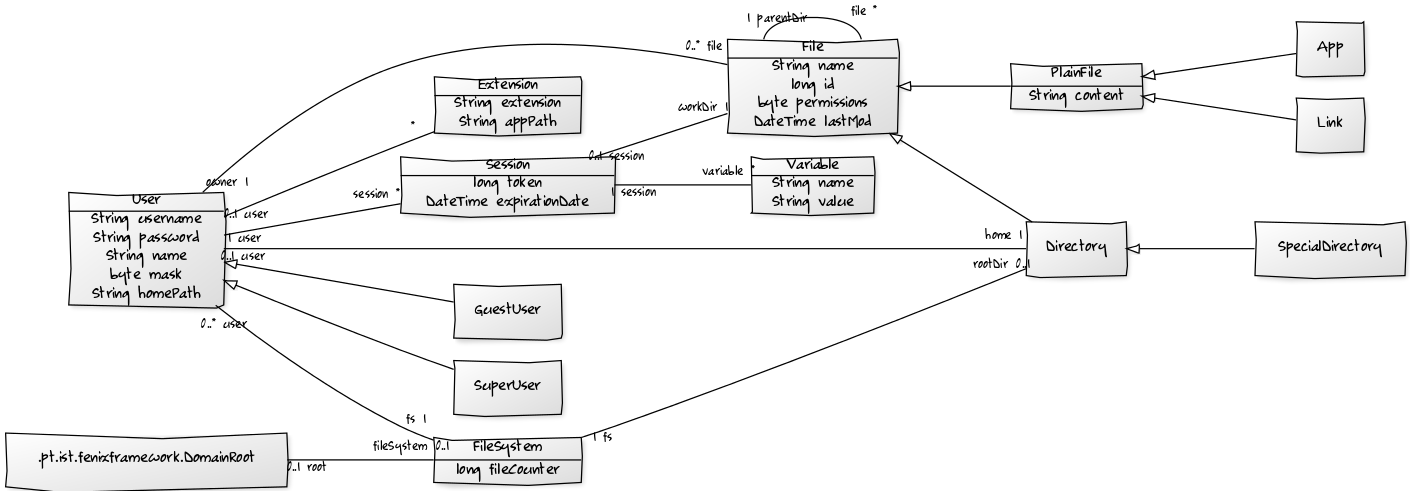 1 parentDir
file *
0..* file
File
String name
long id
byte permissions
DateTime lastMod
App
PlainFile
String content
Link
Extension
String extension
String appPath
*
workDir 1
0..1 session
Session
long token
DateTime expirationDate
session *
variable *
1 session
Variable
String name
String value
owner 1
User
String username
String password
String name
byte mask
String homePath
0..1 user
1 user
0..1 user
home 1
rootDir 0..1
Directory
SpecialDirectory
GuestUser
0..* user
SuperUser
fs 1
fileSystem 0..1
FileSystem
long fileCounter
1 fs
.pt.ist.fenixframework.DomainRoot
0..1 root